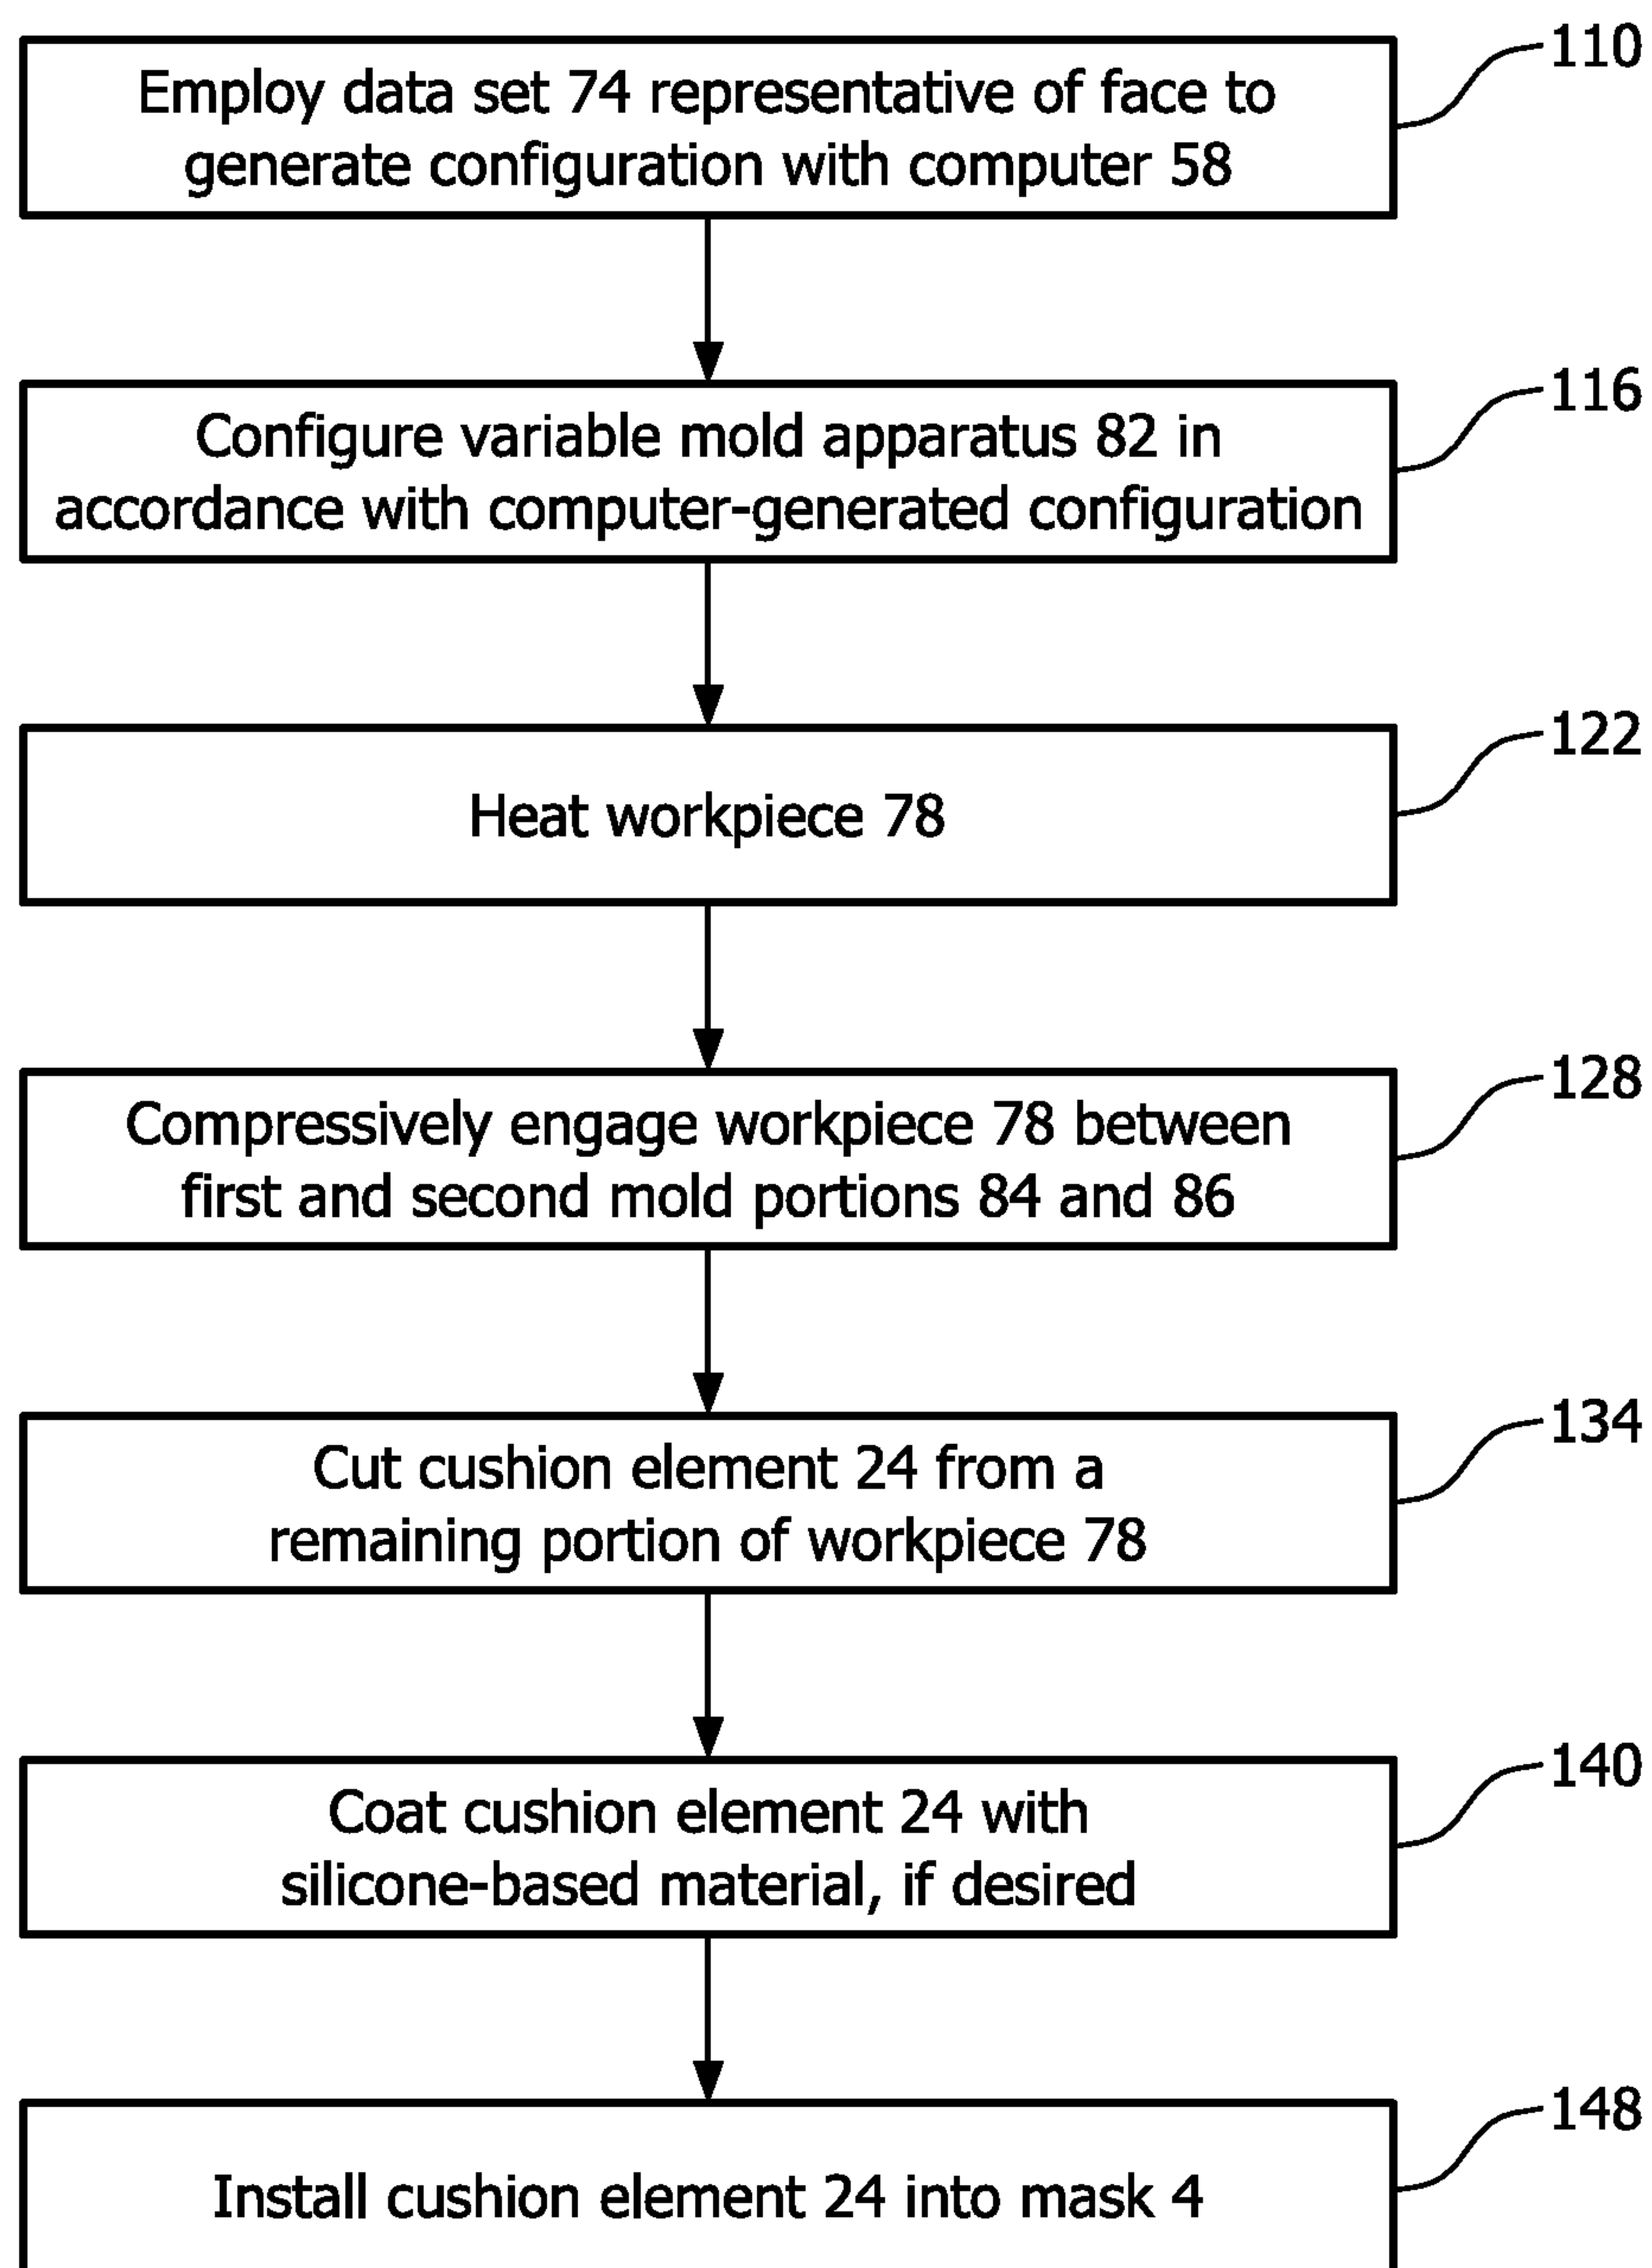 110
Employ data set 74 representative of face to
generate configuration with computer 58
116
Configure variable mold apparatus 82 in
accordance with computer-generated configuration
122
Heat workpiece 78
128
Compressively engage workpiece 78 between
first and second mold portions 84 and 86
134
Cut cushion element 24 from a
remaining portion of workpiece 78
140
Coat cushion element 24 with
silicone-based material, if desired
148
Install cushion element 24 into mask 4